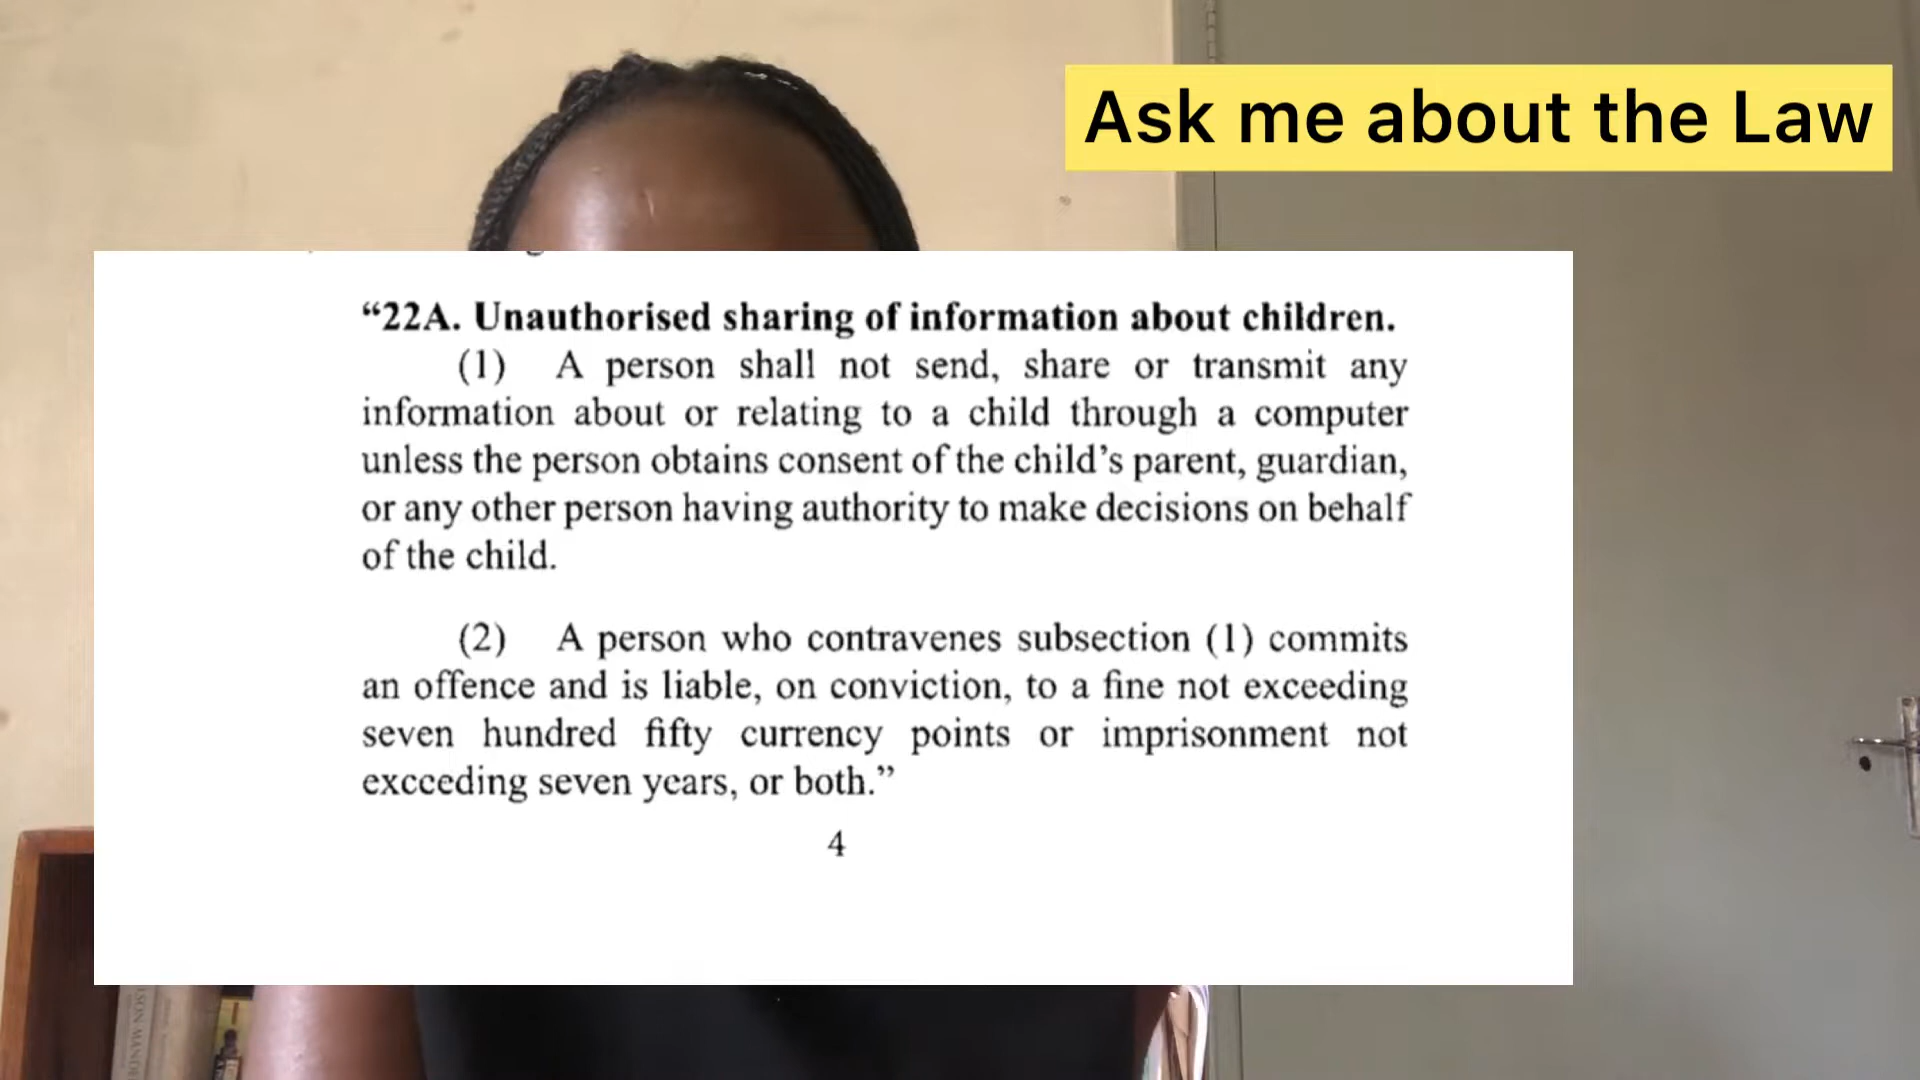 Ask me about the Law
“22A. Unauthorised sharing of information about children.
(1) A person shall not send, share or transmit any
information about or relating to a child through a computer
unless the person obtains consent of the child’s parent, guardian,
or any other person having authority to make decisions on behalf
of the child.
(2) A person who contravenes subsection (1) commits
an offence and is liable, on conviction, to a fine not exceeding
seven hundred fifty currency points or imprisonment not
exceeding seven years, or both.”
4